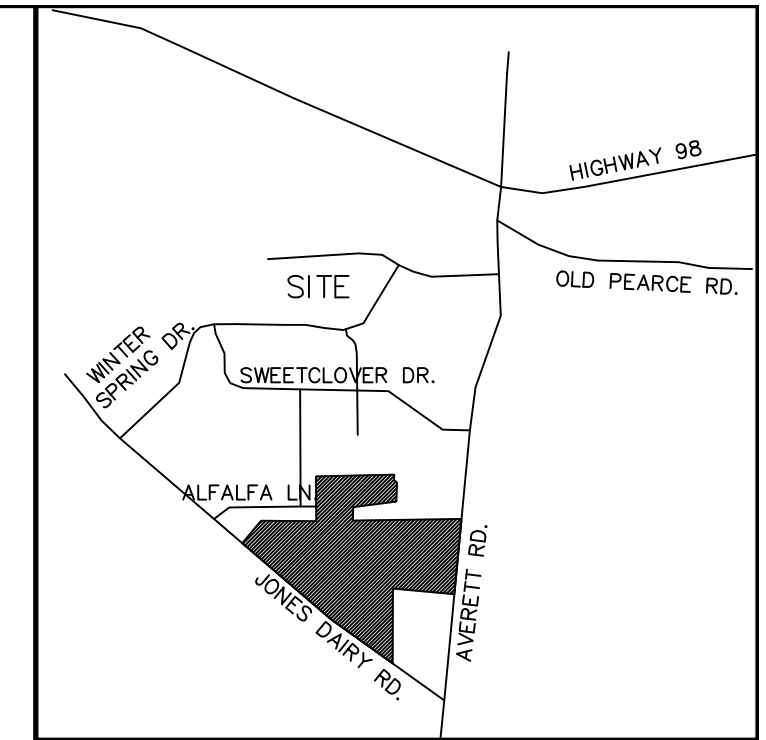 HIGHWAY 98
OLD PEARCE RD.
SITE
WINTER
SPRING DR.
SWEETCLOVER DR.
ALFALFA LN.
JONES DAIRY RD.
AVERETT RD.